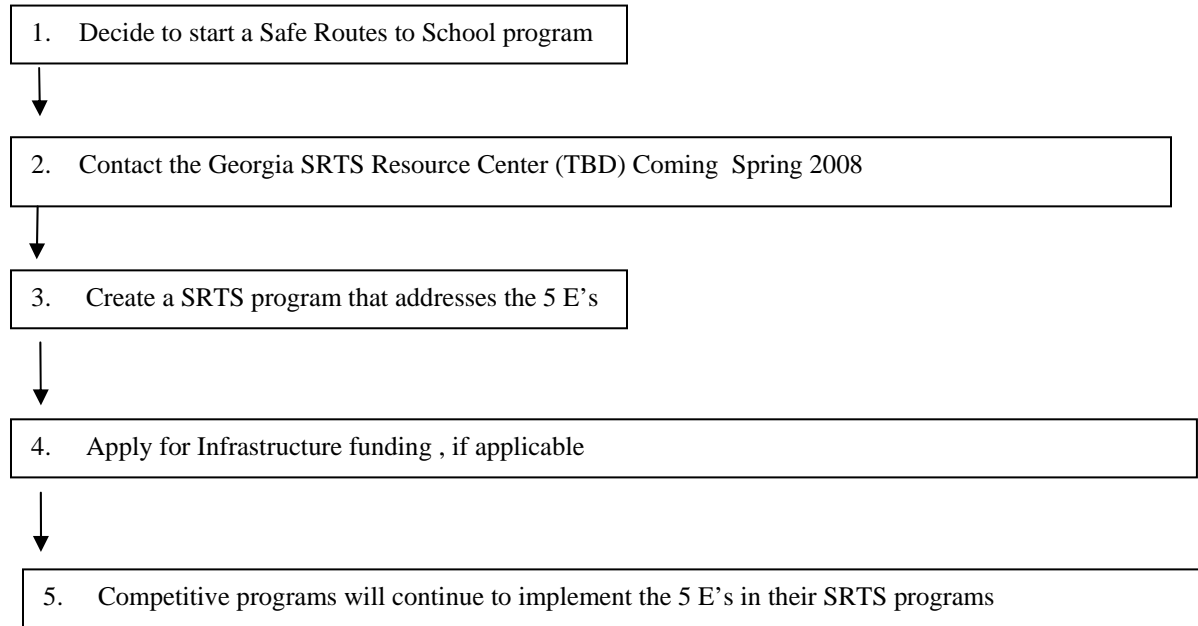 1. Decide to start a Safe Routes to School program
2. Contact the Georgia SRTS Resource Center (TBD) Coming Spring 2008
3. Create a SRTS program that addresses the 5 E’s
4. Apply for Infrastructure funding , if applicable
5. Competitive programs will continue to implement the 5 E’s in their SRTS programs